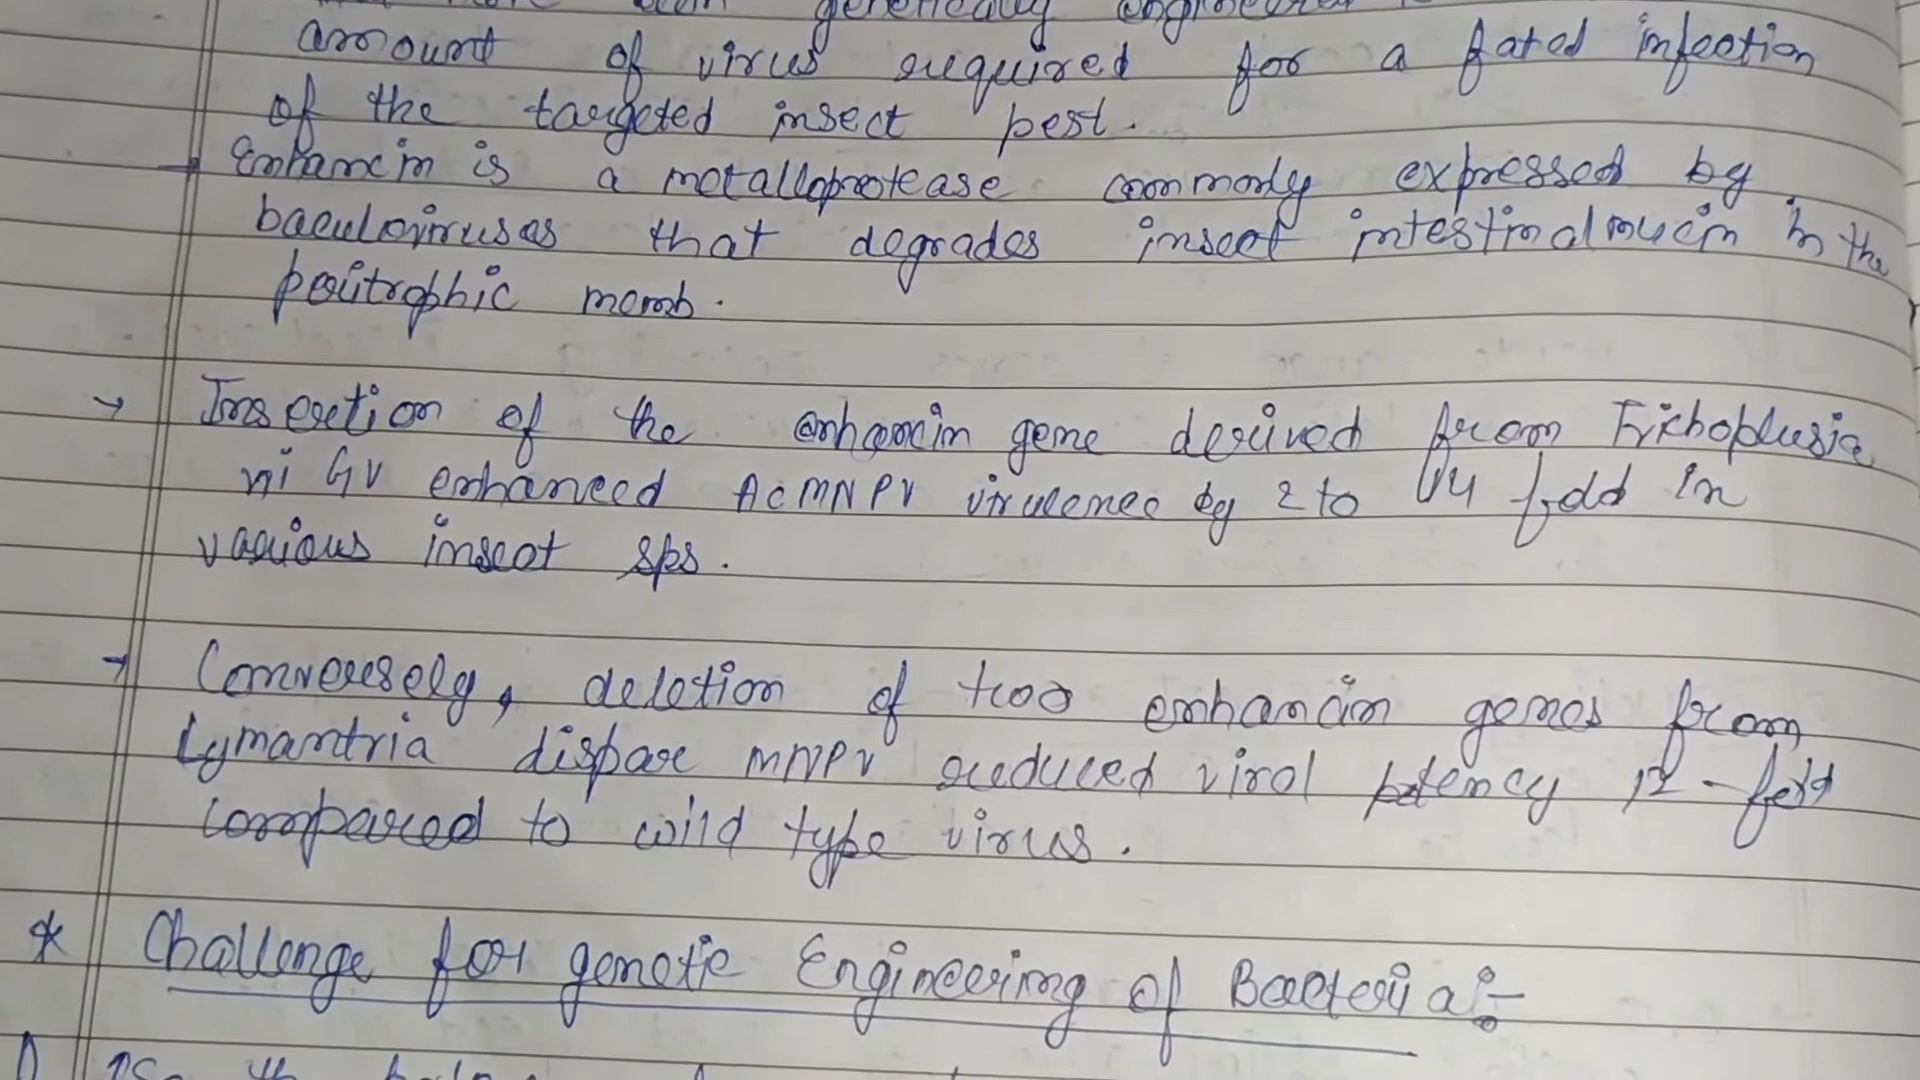 genetically engineered
amount of virus required for a fated infection
of the targeted insect pest.
→ Enhancin is a metalloprotease commonly expressed by
baculoviruses that degrades insect intestinal mucin in the
peritrophic memb.
→ Insertion of the enhancin gene derived from Trichoplusia
ni GV enhanced AcMNPV virulence by 2 to 14 fold in
various insect sps.
→ Conversely, deletion of two enhancin genes from
Lymantria dispar MNPV reduced viral potency 12-fold
compared to wild type virus.
* Challenge for genetic Engineering of Bacteria:-